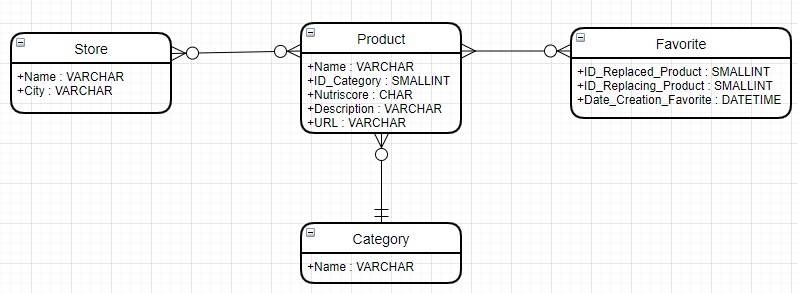 Store
+Name : VARCHAR
+City : VARCHAR
Product
+Name : VARCHAR
+ID_Category : SMALLINT
+Nutriscore : CHAR
+Description : VARCHAR
+URL : VARCHAR
Favorite
+ID_Replaced_Product : SMALLINT
+ID_Replacing_Product : SMALLINT
+Date_Creation_Favorite : DATETIME
Category
+Name : VARCHAR